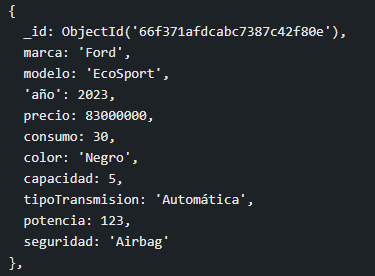 {
_id: ObjectId('66f371afdcabc7387c42f80e'),
marca: 'Ford',
modelo: 'EcoSport',
'año': 2023,
precio: 83000000,
consumo: 30,
color: 'Negro',
capacidad: 5,
tipoTransmision: 'Automática',
potencia: 123,
seguridad: 'Airbag'
},